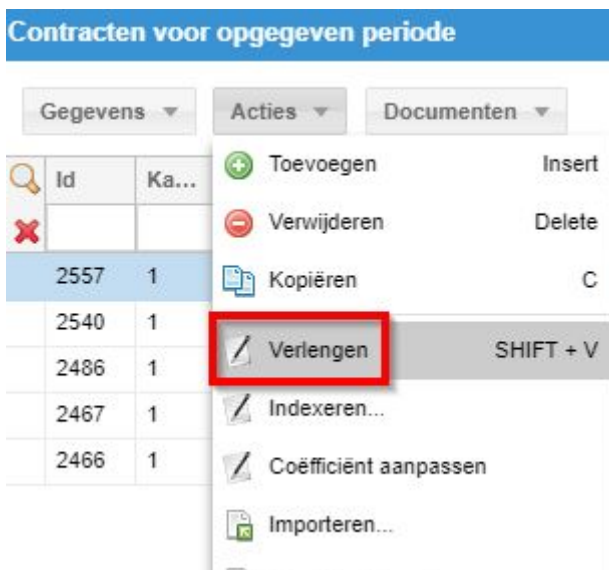 Contracten voor opgegeven periode
Gegevens Acties Documenten
Id Ka...
Toevoegen Insert
Verwijderen Delete
2557 1
Kopiëren C
2540 1
Verlengen SHIFT + V
2486 1
2467 1
Indexeren...
2466 1
Coëfficiënt aanpassen
Importeren...